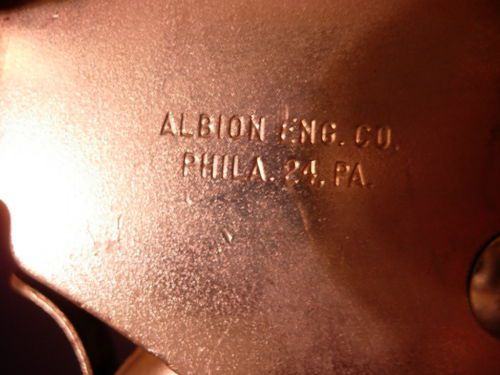 ALBION ENG. CO.
PHILA. 24, PA.